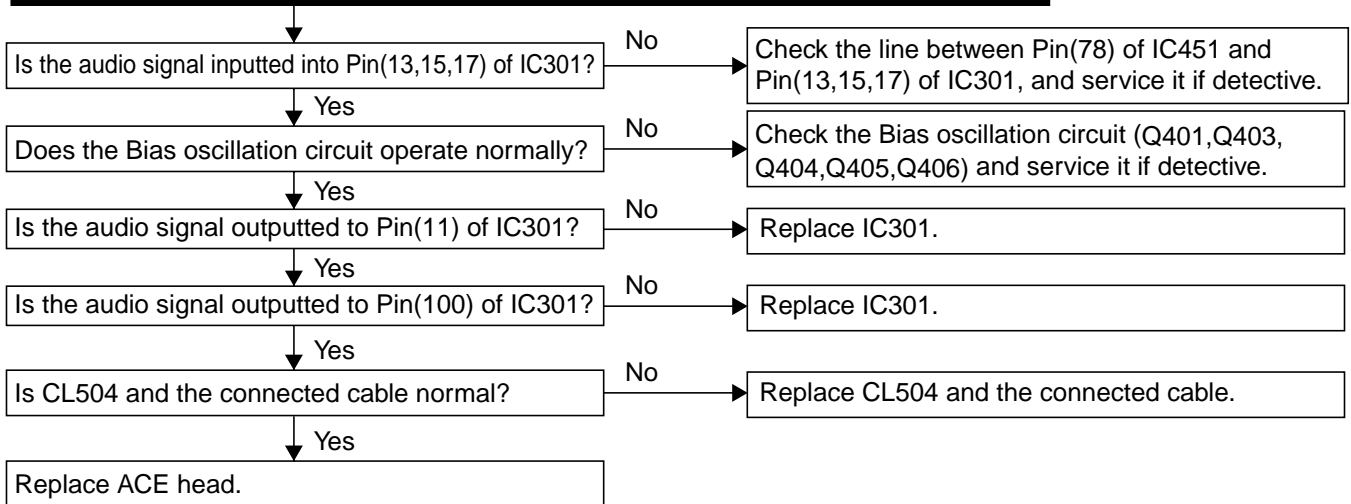 Is the audio signal inputted into Pin(13,15,17) of IC301?
No
Check the line between Pin(78) of IC451 and
Pin(13,15,17) of IC301, and service it if detective.
Yes
Does the Bias oscillation circuit operate normally?
No
Check the Bias oscillation circuit (Q401,Q403,
Q404,Q405,Q406) and service it if detective.
Yes
Is the audio signal outputted to Pin(11) of IC301?
No
Replace IC301.
Yes
Is the audio signal outputted to Pin(100) of IC301?
No
Replace IC301.
Yes
Is CL504 and the connected cable normal?
No
Replace CL504 and the connected cable.
Yes
Replace ACE head.